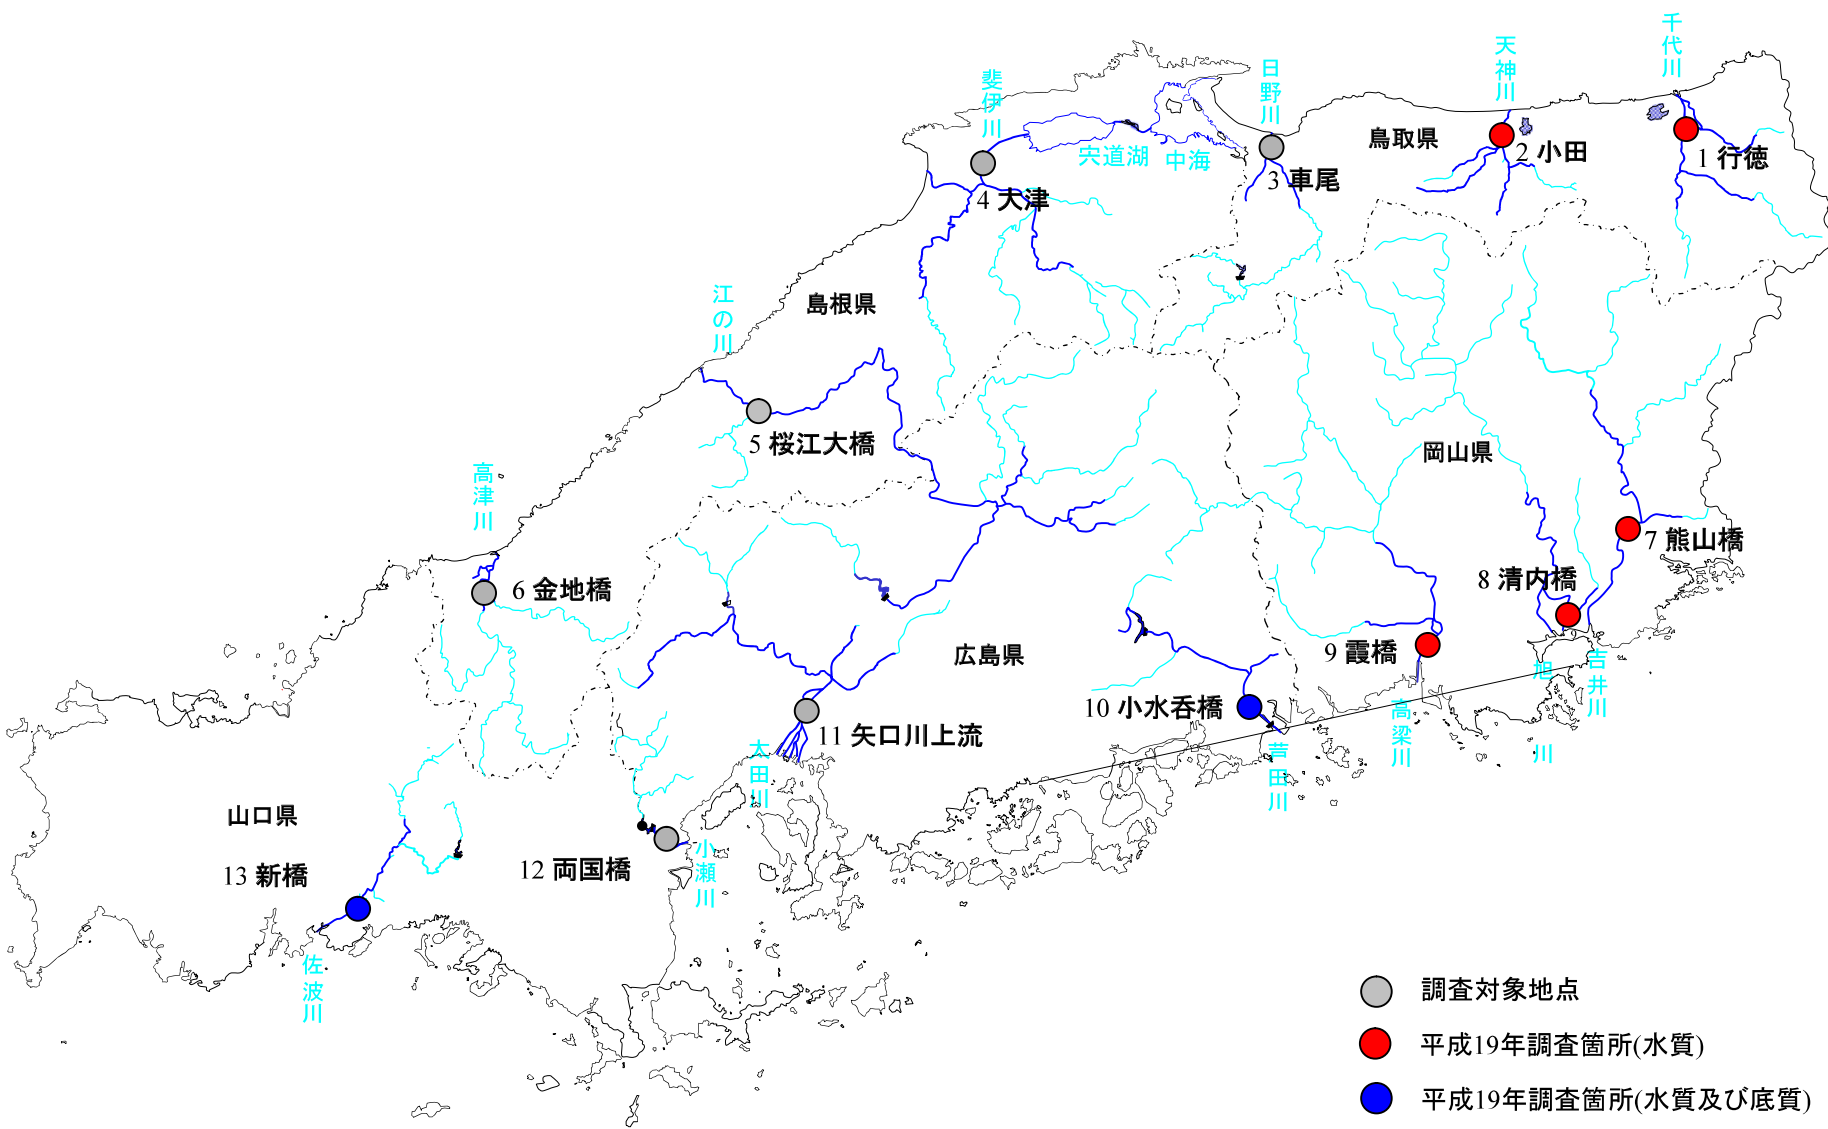 千代川
天神川
日野川
斐伊川
宍道湖
中海
鳥取県
1 行徳
2 小田
3 車尾
4 大津
島根県
江の川
5 桜江大橋
岡山県
高津川
6 金地橋
7 熊山橋
8 清内橋
9 霞橋
広島県
旭川
吉井川
高梁川
10 小水呑橋
芦田川
11 矢口川上流
太田川
山口県
12 両国橋
小瀬川
13 新橋
佐波川
調査対象地点
平成19年調査箇所(水質)
平成19年調査箇所(水質及び底質)